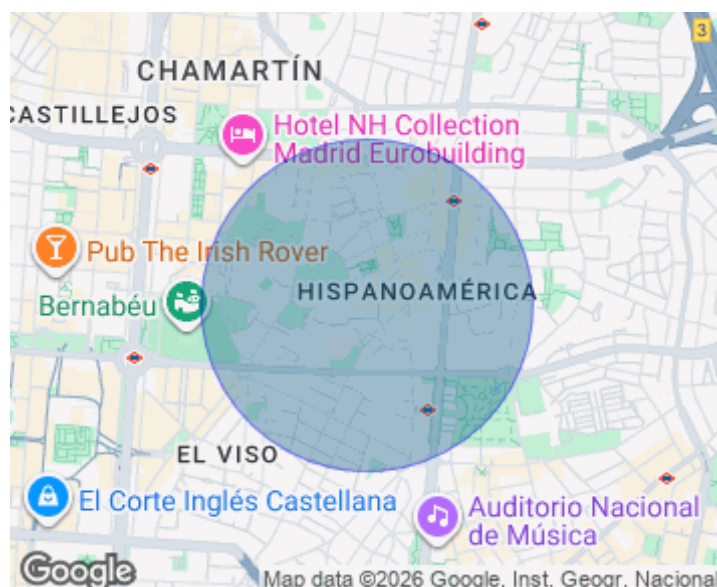 3
CHAMARTÍN
CASTILLEJOS
Hotel NH Collection
Madrid Eurobuilding
Pub The Irish Rover
Bernabéu
HISPANOAMÉRICA
EL VISO
El Corte Inglés Castellana
Auditorio Nacional
de Música
Google
Map data ©2026 Google, Inst. Geogr. Nacional